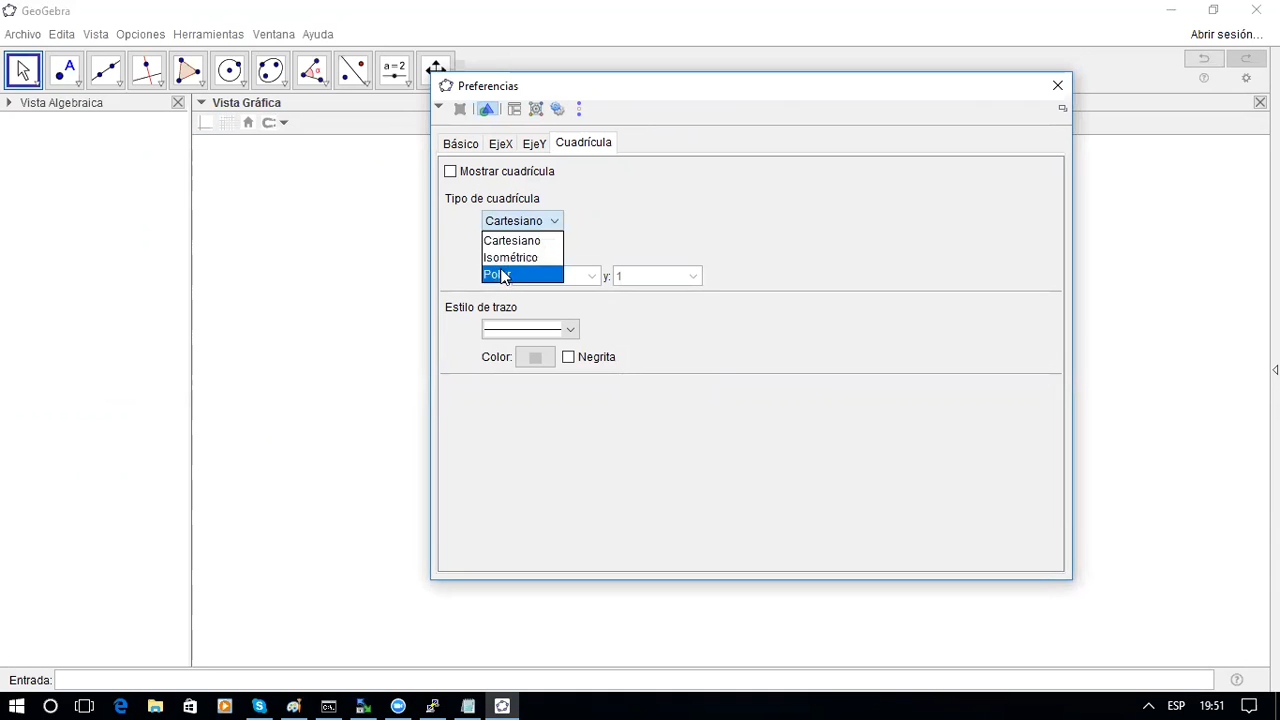 GeoGebra
Archivo Edita Vista Opciones Herramientas Ventana Ayuda
Abrir sesión...
A
a=2
Vista Algebraica
Vista Gráfica
Preferencias
Básico EjeX EjeY Cuadrícula
Mostrar cuadrícula
Tipo de cuadrícula
Cartesiano
Cartesiano
Isométrico
Polar
y: 1
Estilo de trazo
Color: Negrita
Entrada:
ESP 19:51